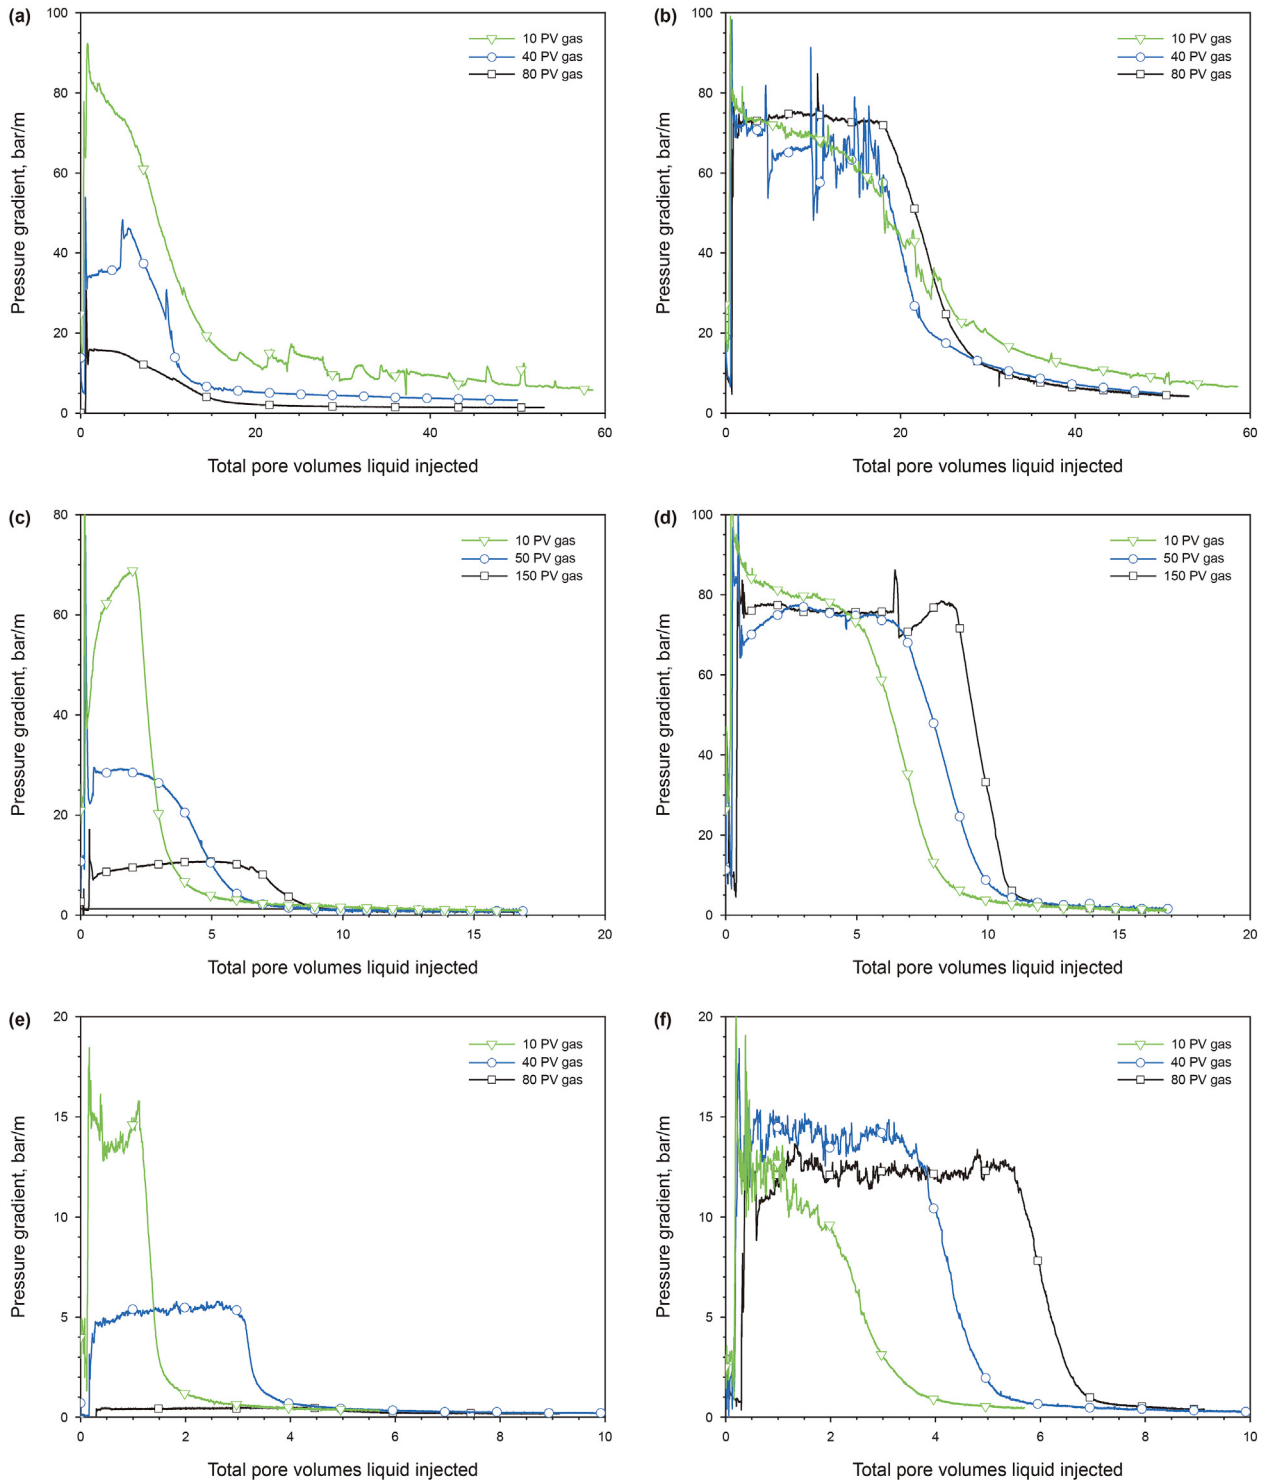 (a)
100
80
60
40
20
0
Pressure gradient, bar/m
10 PV gas
40 PV gas
80 PV gas
0 20 40 60
Total pore volumes liquid injected
(b)
100
80
60
40
20
0
Pressure gradient, bar/m
10 PV gas
40 PV gas
80 PV gas
0 20 40 60
Total pore volumes liquid injected
(c)
80
60
40
20
0
Pressure gradient, bar/m
10 PV gas
50 PV gas
150 PV gas
0 5 10 15 20
Total pore volumes liquid injected
(d)
100
80
60
40
20
0
Pressure gradient, bar/m
10 PV gas
50 PV gas
150 PV gas
0 5 10 15 20
Total pore volumes liquid injected
(e)
20
15
10
5
0
Pressure gradient, bar/m
10 PV gas
40 PV gas
80 PV gas
0 2 4 6 8 10
Total pore volumes liquid injected
(f)
20
15
10
5
0
Pressure gradient, bar/m
10 PV gas
40 PV gas
80 PV gas
0 2 4 6 8 10
Total pore volumes liquid injected